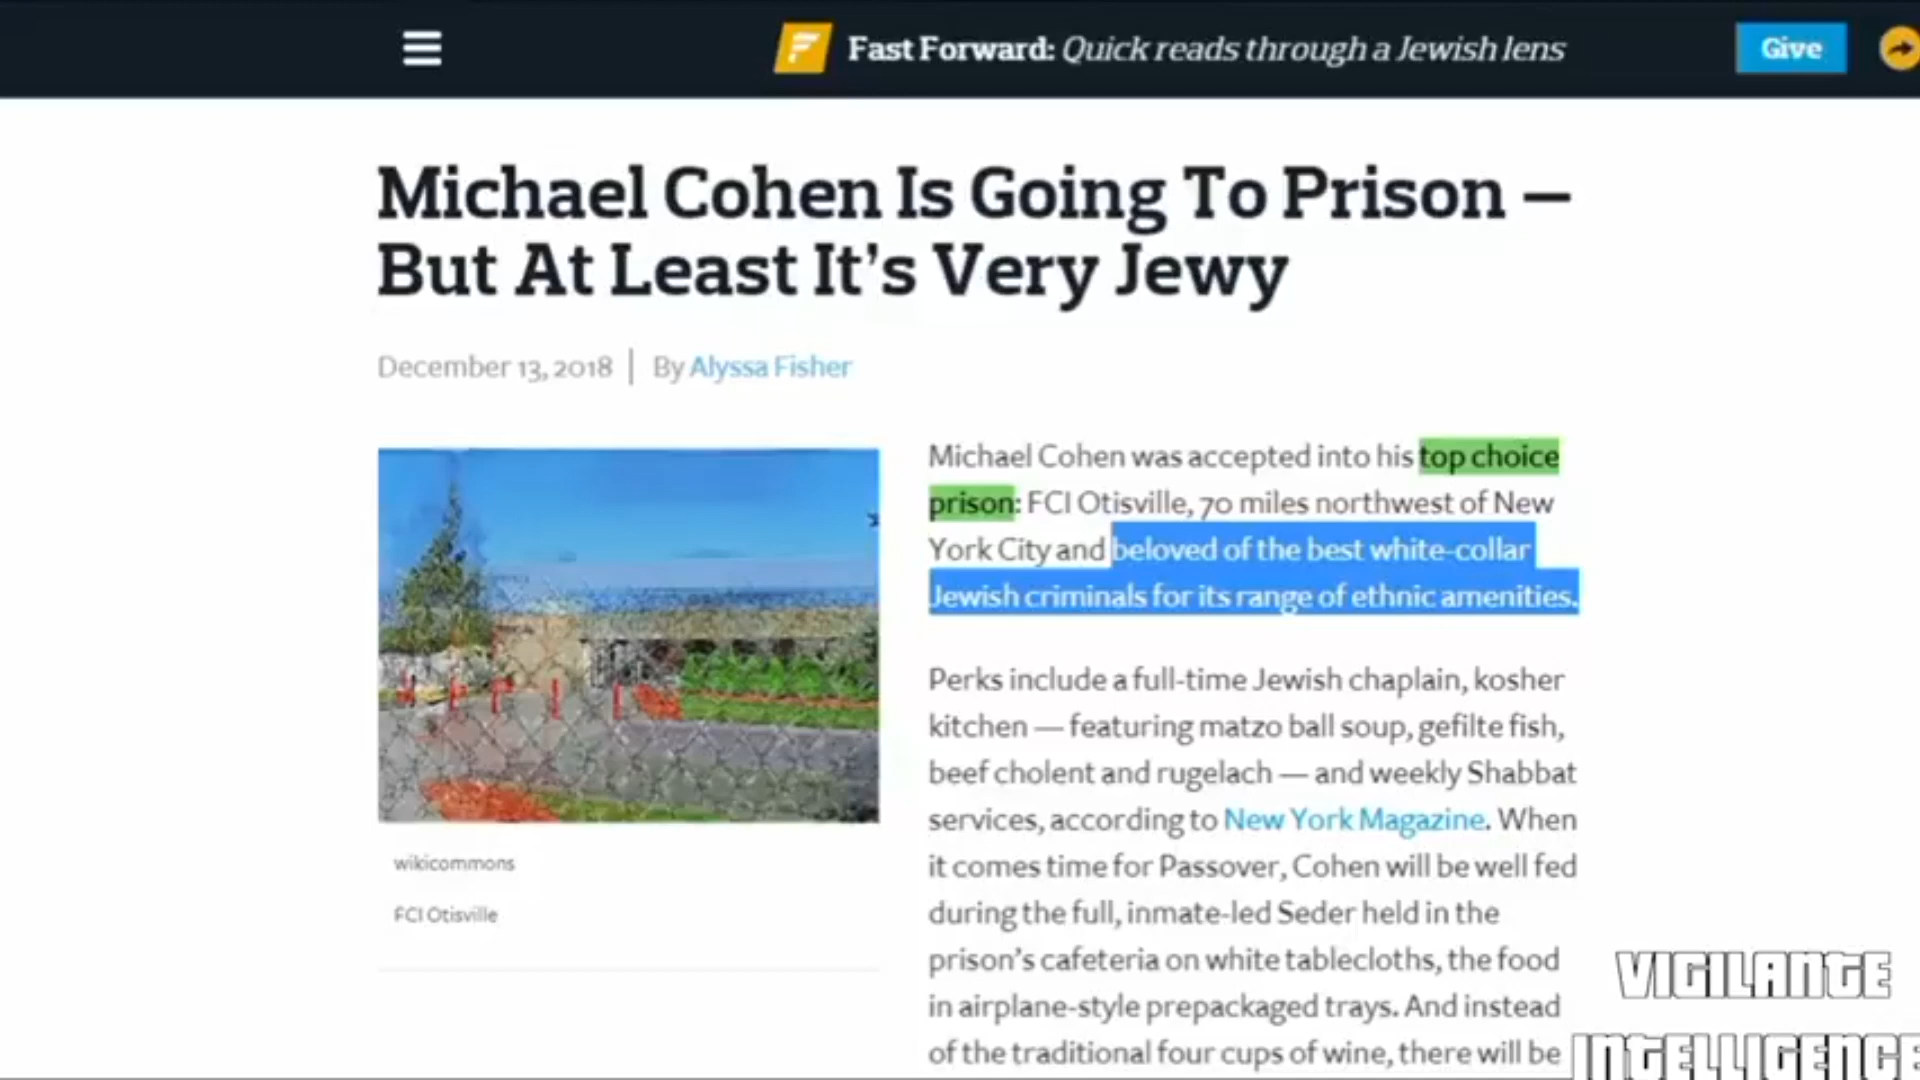 Fast Forward: Quick reads through a Jewish lens
Give
Michael Cohen Is Going To Prison –
But At Least It's Very Jewy
December 13, 2018 | By Alyssa Fisher
Michael Cohen was accepted into his top choice
prison: FCI Otisville, 70 miles northwest of New
York City and beloved of the best white-collar
Jewish criminals for its range of ethnic amenities.
Perks include a full-time Jewish chaplain, kosher
kitchen — featuring matzo ball soup, gefilte fish,
beef cholent and rugelach — and weekly Shabbat
services, according to New York Magazine. When
it comes time for Passover, Cohen will be well fed
during the full, inmate-led Seder held in the
prison's cafeteria on white tablecloths, the food
in airplane-style prepackaged trays. And instead
of the traditional four cups of wine, there will be
wikicommons
FCI Otisville
VIGILANTE
INTELLIGENCE